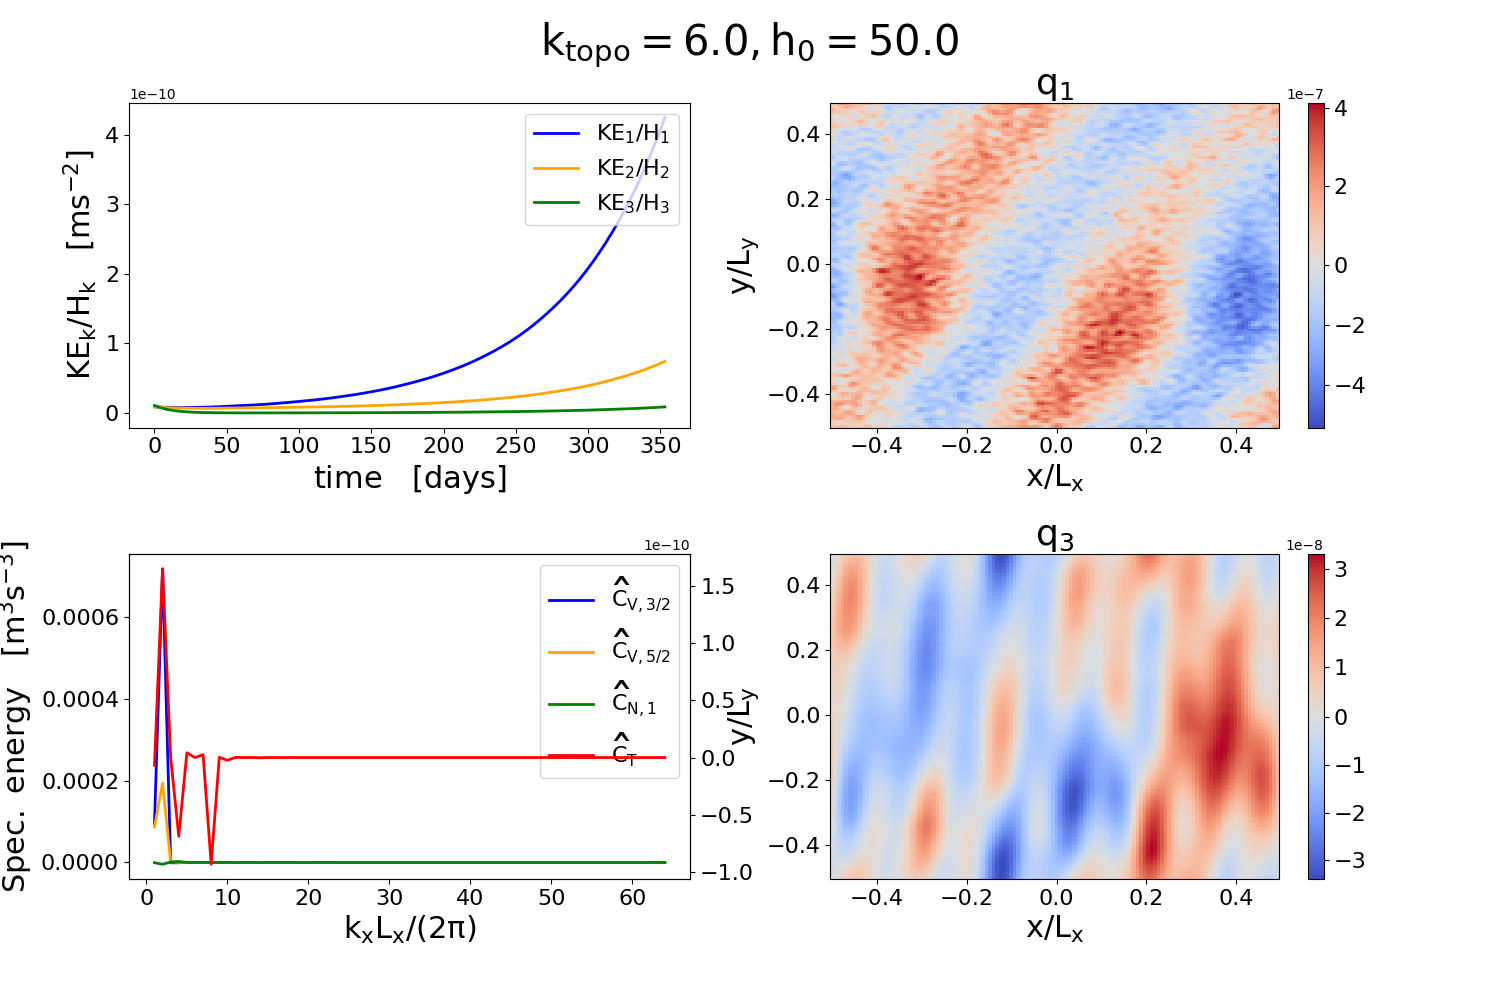 k_topo = 6.0, h_0 = 50.0
1e−10
KE_k/H_k [ms^−2]
4
3
2
1
0
KE_1/H_1
KE_2/H_2
KE_3/H_3
0 50 100 150 200 250 300 350
time [days]
q_1
1e−7
y/L_y
0.4
0.2
0.0
−0.2
−0.4
−0.4 −0.2 0.0 0.2 0.4
x/L_x
4
2
0
−2
−4
1e−10
Spec. energy [m^3s^−3]
0.0006
0.0004
0.0002
0.0000
Ĉ_V,3/2
Ĉ_V,5/2
Ĉ_N,1
Ĉ_T
1.5
1.0
0.5
0.0
−0.5
−1.0
0 10 20 30 40 50 60
k_xL_x/(2π)
q_3
1e−8
y/L_y
0.4
0.2
0.0
−0.2
−0.4
−0.4 −0.2 0.0 0.2 0.4
x/L_x
3
2
1
0
−1
−2
−3